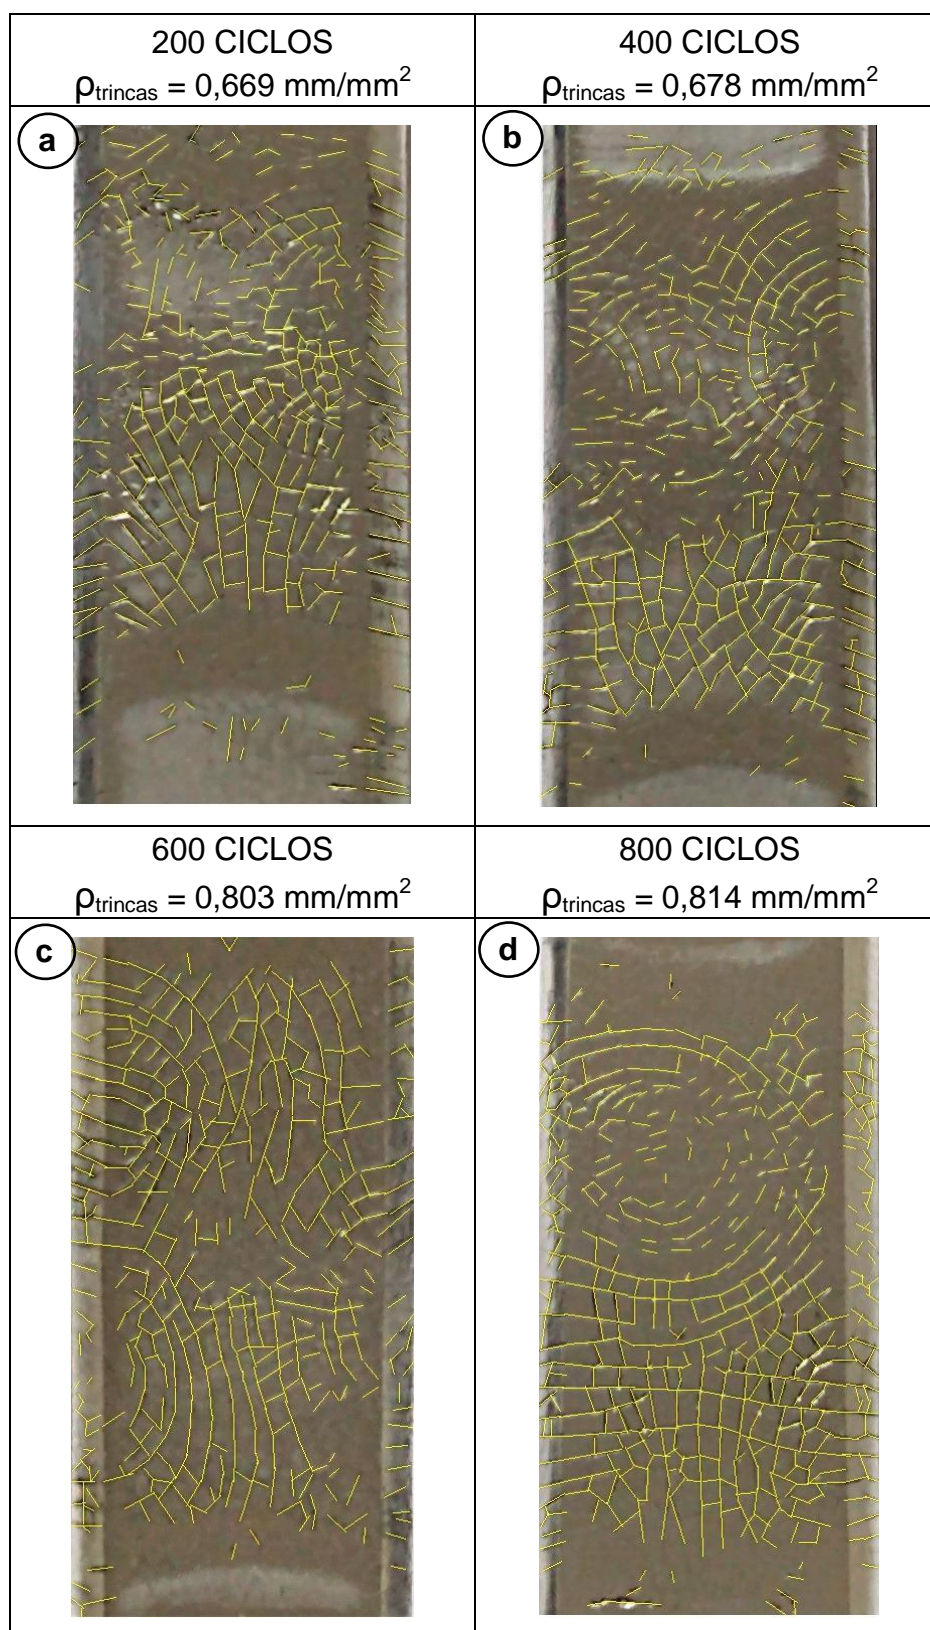 200 CICLOS
ρtrincas = 0,669 mm/mm²
400 CICLOS
ρtrincas = 0,678 mm/mm²
a
b
600 CICLOS
ρtrincas = 0,803 mm/mm²
800 CICLOS
ρtrincas = 0,814 mm/mm²
c
d